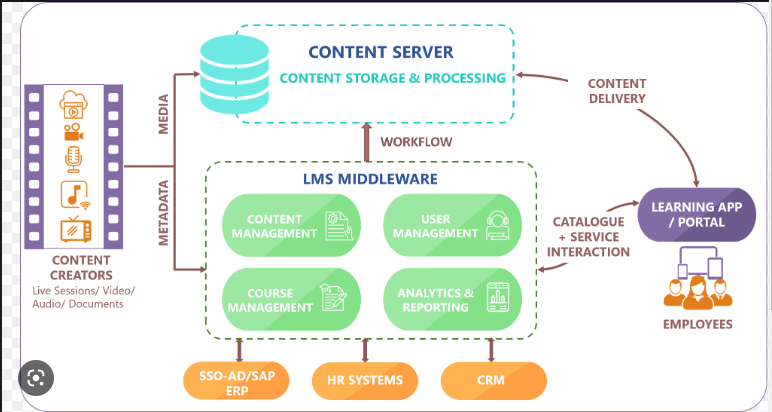 CONTENT SERVER
CONTENT STORAGE & PROCESSING
CONTENT
DELIVERY
MEDIA
WORKFLOW
METADATA
LMS MIDDLEWARE
CONTENT
MANAGEMENT
USER
MANAGEMENT
COURSE
MANAGEMENT
ANALYTICS &
REPORTING
CATALOGUE
+ SERVICE
INTERACTION
LEARNING APP
/ PORTAL
EMPLOYEES
CONTENT
CREATORS
Live Sessions/ Video/
Audio/ Documents
SSO-AD/SAP
ERP
HR SYSTEMS
CRM